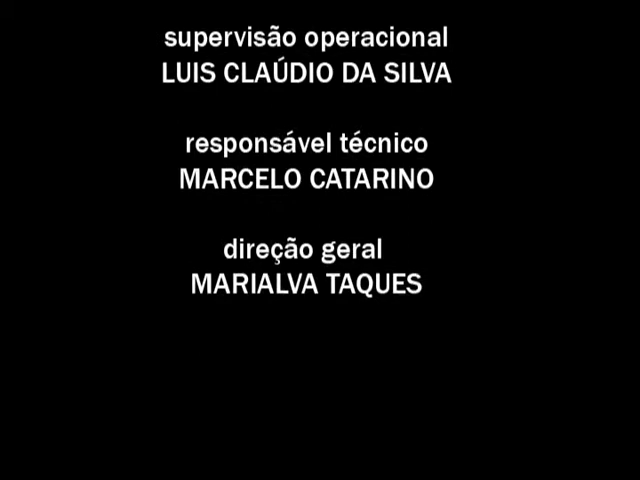 supervisão operacional
LUIS CLAÚDIO DA SILVA
responsável técnico
MARCELO CATARINO
direção geral
MARIALVA TAQUES